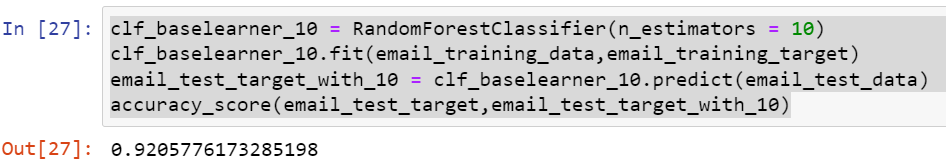 In [27]: clf_baselearner_10 = RandomForestClassifier(n_estimators = 10)
clf_baselearner_10.fit(email_training_data,email_training_target)
email_test_target_with_10 = clf_baselearner_10.predict(email_test_data)
accuracy_score(email_test_target,email_test_target_with_10)
Out[27]: 0.9205776173285198